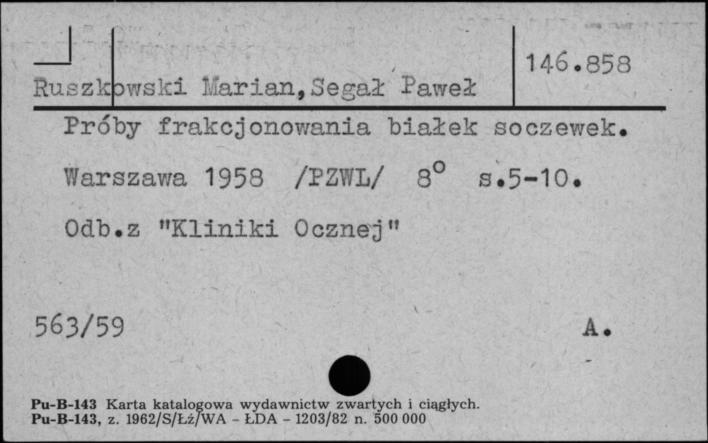 146.858
Ruszkowski Marian,Segał Paweł
Próby frakcjonowania białek soczewek.
Warszawa 1958 /PZWL/ 8° s.5-10.
Odb.z "Kliniki Ocznej"
563/59 A.
Pu-B-143 Karta katalogowa wydawnictw zwartych i ciągłych.
Pu-B-143, z. 1962/S/Łź/WA - ŁDA - 1203/82 n. 500 000